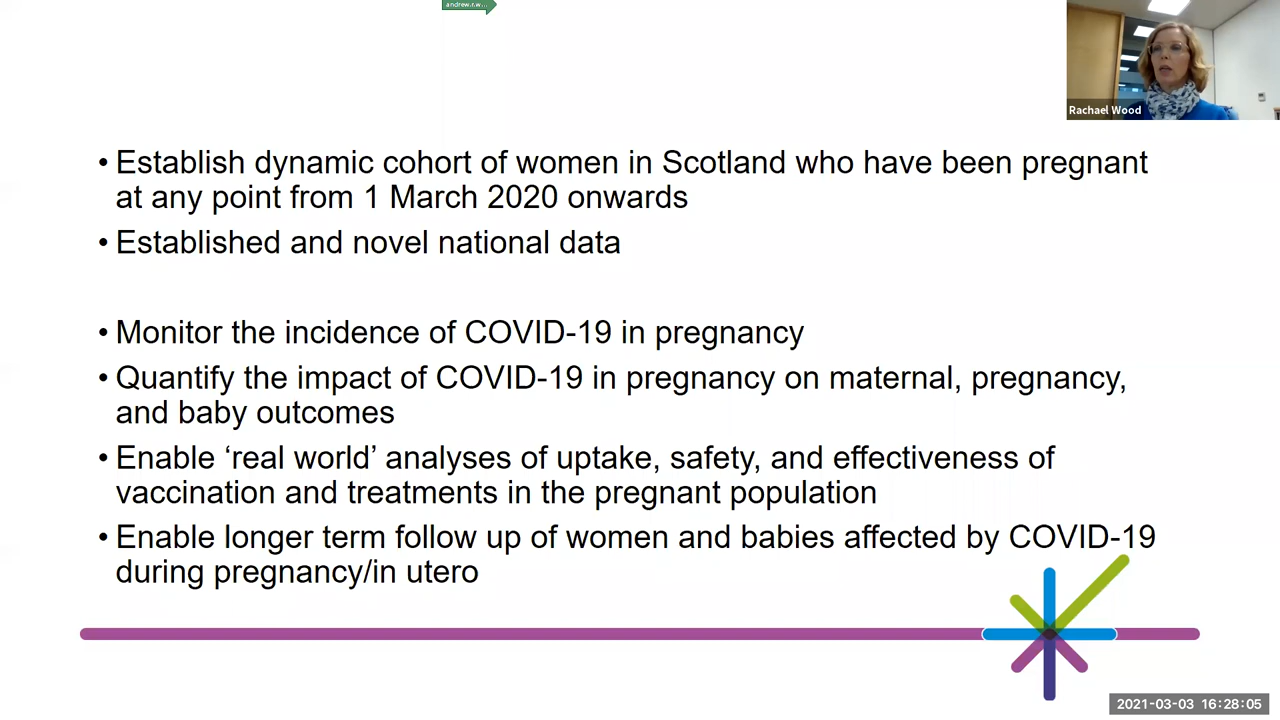 andrew.r.w...
Rachael Wood
• Establish dynamic cohort of women in Scotland who have been pregnant
at any point from 1 March 2020 onwards
• Established and novel national data
• Monitor the incidence of COVID-19 in pregnancy
• Quantify the impact of COVID-19 in pregnancy on maternal, pregnancy,
and baby outcomes
• Enable ‘real world’ analyses of uptake, safety, and effectiveness of
vaccination and treatments in the pregnant population
• Enable longer term follow up of women and babies affected by COVID-19
during pregnancy/in utero
2021-03-03 16:28:05